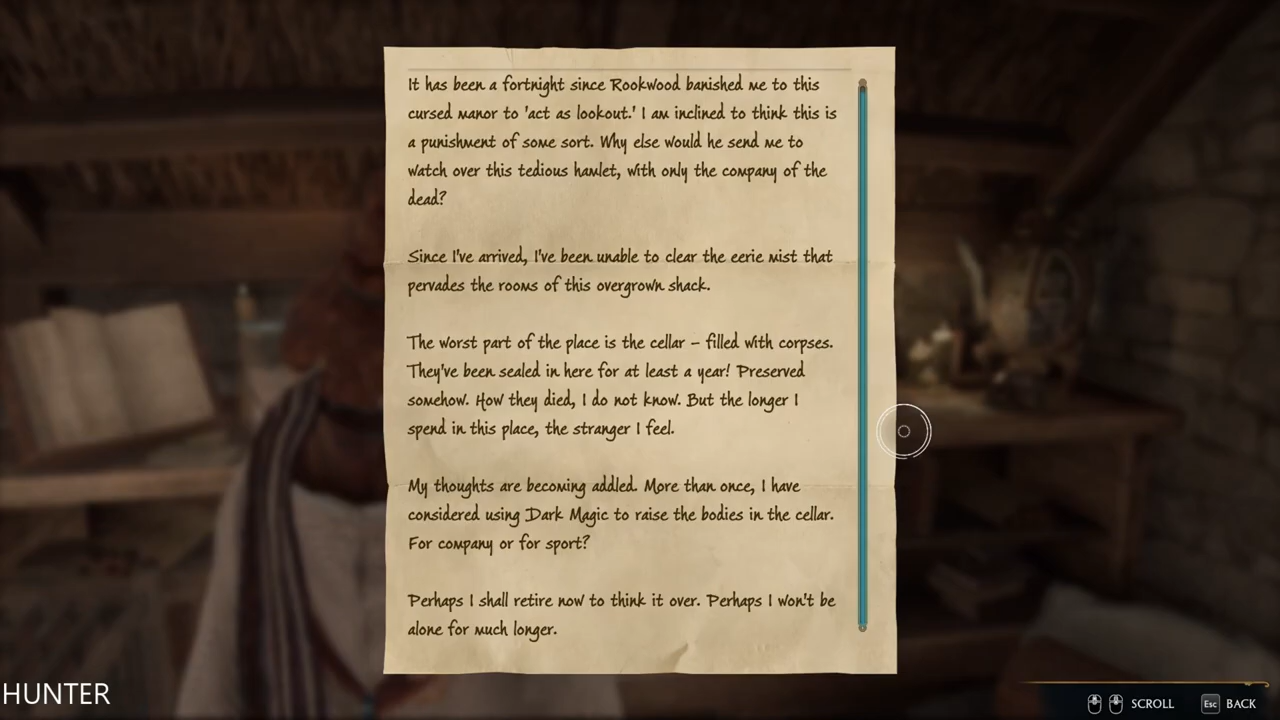 It has been a fortnight since Rookwood banished me to this
cursed manor to 'act as lookout.' I am inclined to think this is
a punishment of some sort. Why else would he send me to
watch over this tedious hamlet, with only the company of the
dead?
Since I've arrived, I've been unable to clear the eerie mist that
pervades the rooms of this overgrown shack.
The worst part of the place is the cellar – filled with corpses.
They've been sealed in here for at least a year! Preserved
somehow. How they died, I do not know. But the longer I
spend in this place, the stranger I feel.
My thoughts are becoming addled. More than once, I have
considered using Dark Magic to raise the bodies in the cellar.
For company or for sport?
Perhaps I shall retire now to think it over. Perhaps I won't be
alone for much longer.
HUNTER
SCROLL
Esc BACK